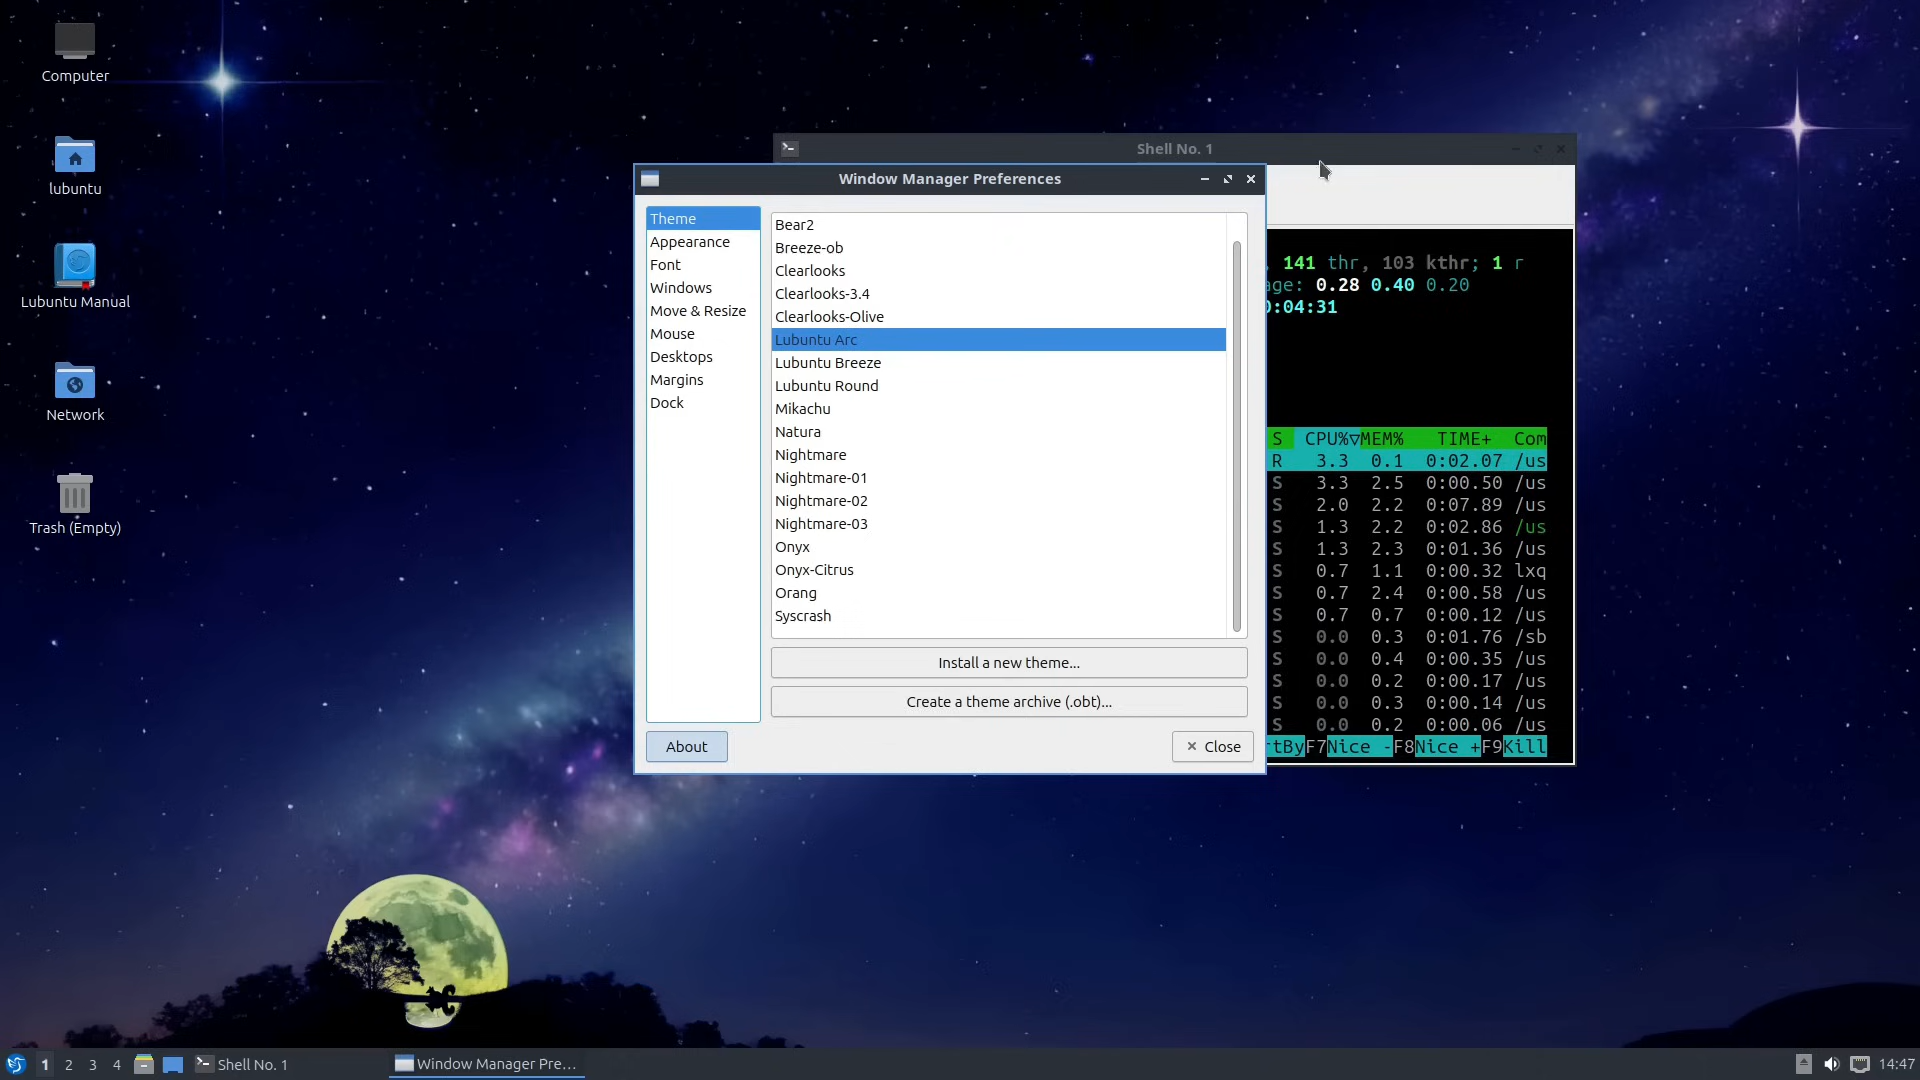 Computer
lubuntu
Lubuntu Manual
Network
Trash (Empty)
Shell No. 1
Window Manager Preferences
Theme
Appearance
Font
Windows
Move & Resize
Mouse
Desktops
Margins
Dock
Bear2
Breeze-ob
Clearlooks
Clearlooks-3.4
Clearlooks-Olive
Lubuntu Arc
Lubuntu Breeze
Lubuntu Round
Mikachu
Natura
Nightmare
Nightmare-01
Nightmare-02
Nightmare-03
Onyx
Onyx-Citrus
Orang
Syscrash
Install a new theme...
Create a theme archive (.obt)...
About
Close
, 141 thr, 103 kthr; 1 r
age: 0.28 0.40 0.20
0:04:31
S CPU%▽MEM% TIME+ Com
R 3.3 0.1 0:02.07 /us
S 3.3 2.5 0:00.50 /us
S 2.0 2.2 0:07.89 /us
S 1.3 2.2 0:02.86 /us
S 1.3 2.3 0:01.36 /us
S 0.7 1.1 0:00.32 lxq
S 0.7 2.4 0:00.58 /us
S 0.7 0.7 0:00.12 /us
S 0.0 0.3 0:01.76 /sb
S 0.0 0.4 0:00.35 /us
S 0.0 0.2 0:00.17 /us
S 0.0 0.3 0:00.14 /us
S 0.0 0.2 0:00.06 /us
rtByF7Nice -F8Nice +F9Kill
1 2 3 4 Shell No. 1 Window Manager Pre... 14:47